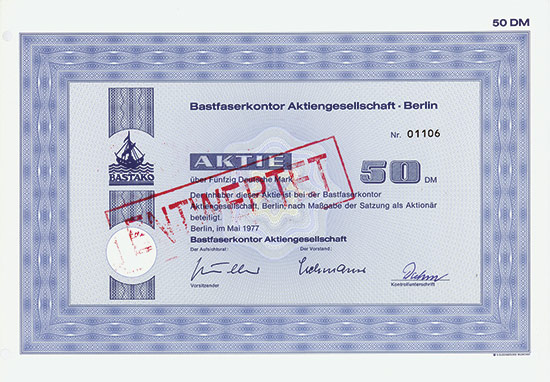 50 DM
Bastfaserkontor Aktiengesellschaft · Berlin
Nr. 01106
BASTAKO
AKTIE
50 DM
über Fünfzig Deutsche Mark
ENTWERTET
Der Inhaber dieser Aktie ist bei der Bastfaserkontor
Aktiengesellschaft, Berlin, nach Maßgabe der Satzung als Aktionär
beteiligt.
Berlin, im Mai 1977
Bastfaserkontor Aktiengesellschaft
Der Aufsichtsrat: Der Vorstand:
Vorsitzender Kontrollunterschrift